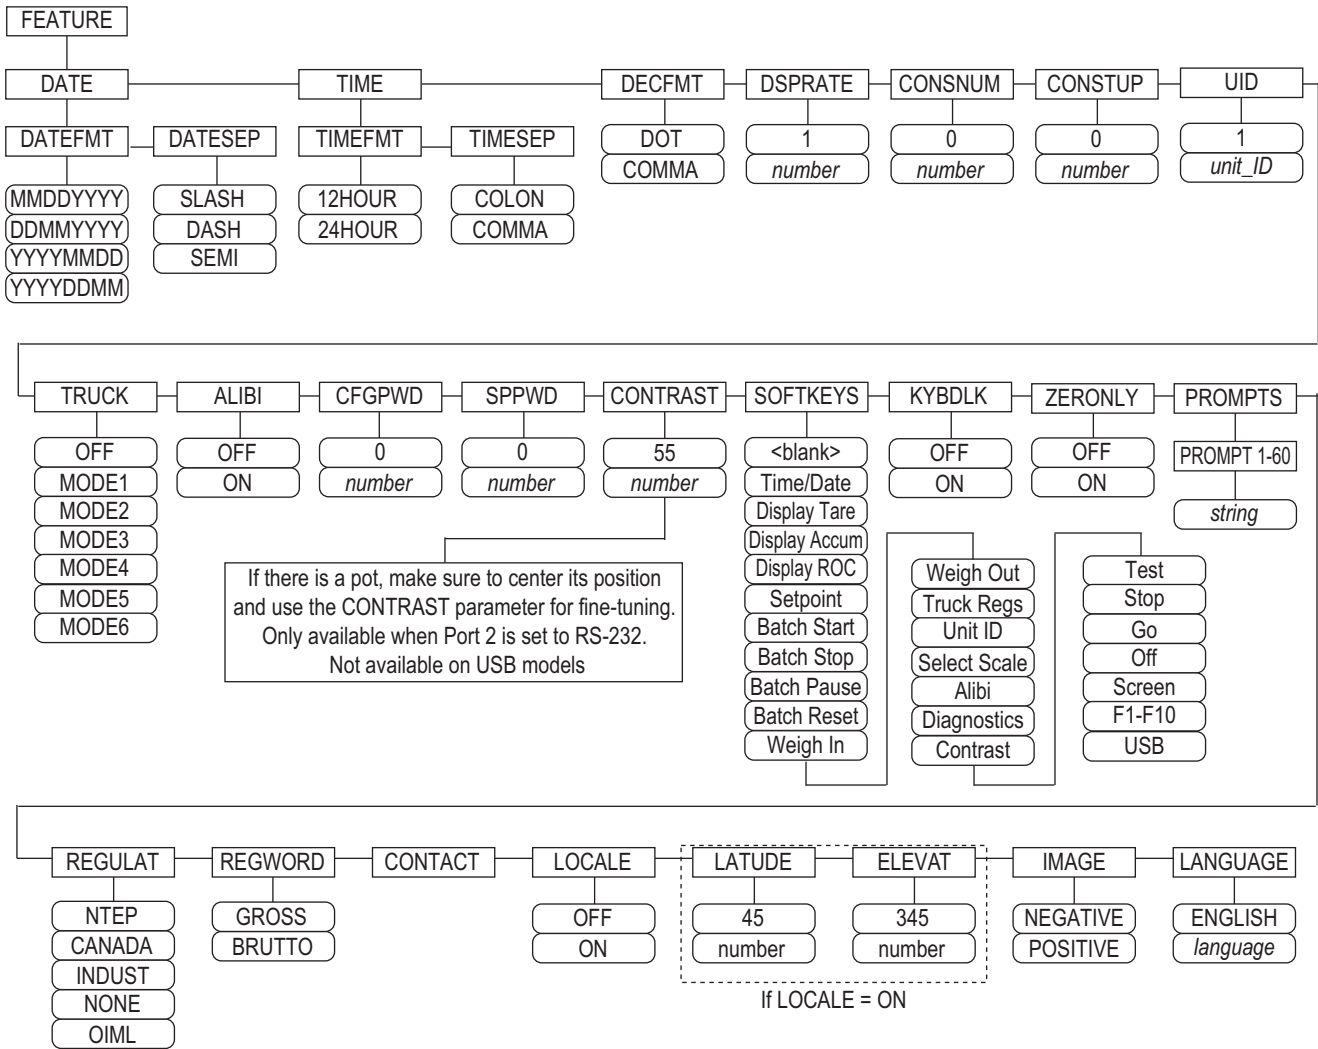 FEATURE
DATE
TIME
DECFMT
DSPRATE
CONSNUM
CONSTUP
UID
DATEFMT
DATESEP
TIMEFMT
TIMESEP
DOT
COMMA
1
number
0
number
0
number
1
unit_ID
MMDDYYYY
DDMMYYYY
YYYYMMDD
YYYYDDMM
SLASH
DASH
SEMI
12HOUR
24HOUR
COLON
COMMA
TRUCK
ALIBI
CFGPWD
SPPWD
CONTRAST
SOFTKEYS
KYBDLK
ZERONLY
PROMPTS
OFF
MODE1
MODE2
MODE3
MODE4
MODE5
MODE6
OFF
ON
0
number
0
number
55
number
If there is a pot, make sure to center its position
and use the CONTRAST parameter for fine-tuning.
Only available when Port 2 is set to RS-232.
Not available on USB models
<blank>
Time/Date
Display Tare
Display Accum
Display ROC
Setpoint
Batch Start
Batch Stop
Batch Pause
Batch Reset
Weigh In
OFF
ON
Weigh Out
Truck Regs
Unit ID
Select Scale
Alibi
Diagnostics
Contrast
OFF
ON
Test
Stop
Go
Off
Screen
F1-F10
USB
PROMPT 1-60
string
REGULAT
REGWORD
CONTACT
LOCALE
LATUDE
ELEVAT
IMAGE
LANGUAGE
NTEP
CANADA
INDUST
NONE
OIML
GROSS
BRUTTO
OFF
ON
45
number
345
number
If LOCALE = ON
NEGATIVE
POSITIVE
ENGLISH
language